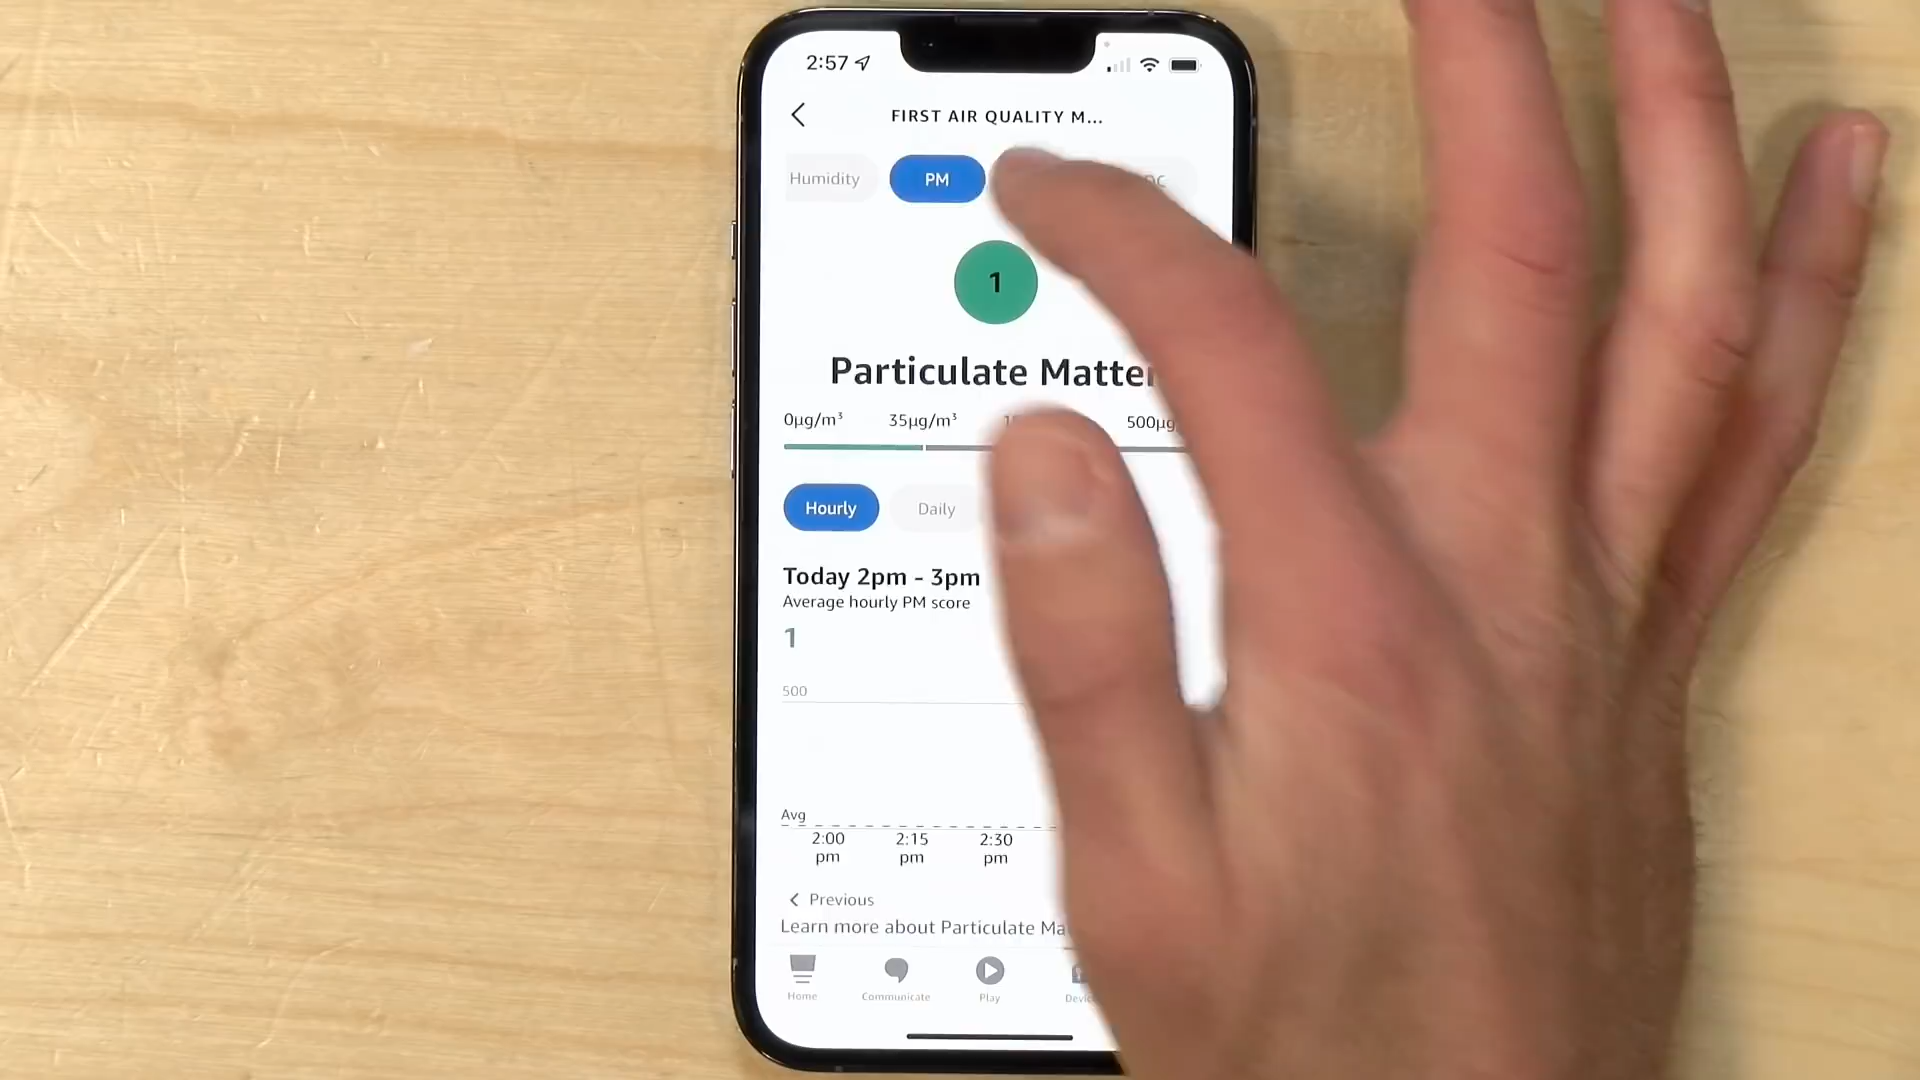 2:57
FIRST AIR QUALITY M...
Humidity PM
1
Particulate Matter
0µg/m³ 35µg/m³ 500µg
Hourly Daily
Today 2pm - 3pm
Average hourly PM score
1
500
Avg
2:00 pm 2:15 pm 2:30 pm
Previous
Learn more about Particulate Ma
Home Communicate Play Devic